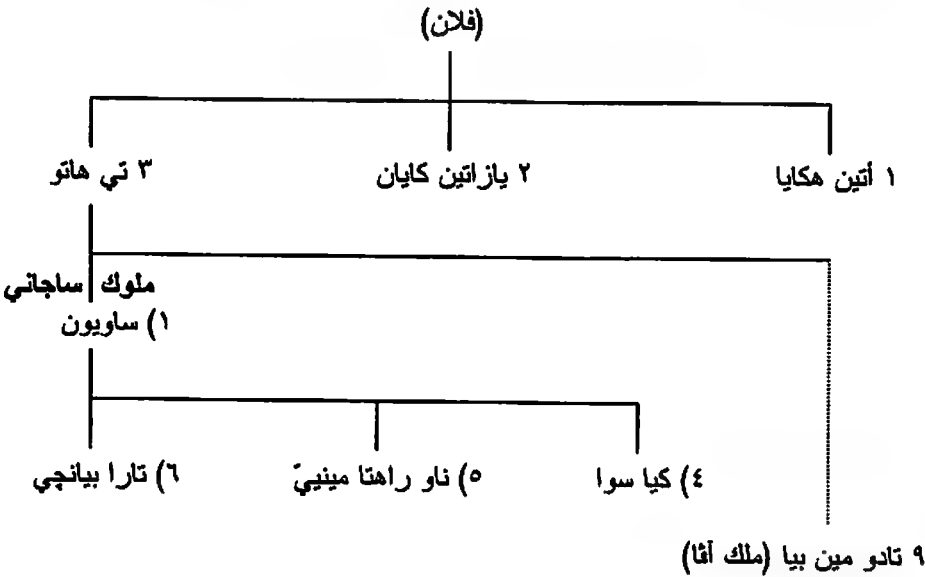 (فلان)
١ أتين هكايا
٢ يازاتين كايان
٣ تي هاتو
ملوك ساجاني
١) ساويون
٤) كيا سوا
٥) ناو راهتا مينييّ
٦) تارا بيانچي
٩ تادو مين بيا (ملك آڤا)